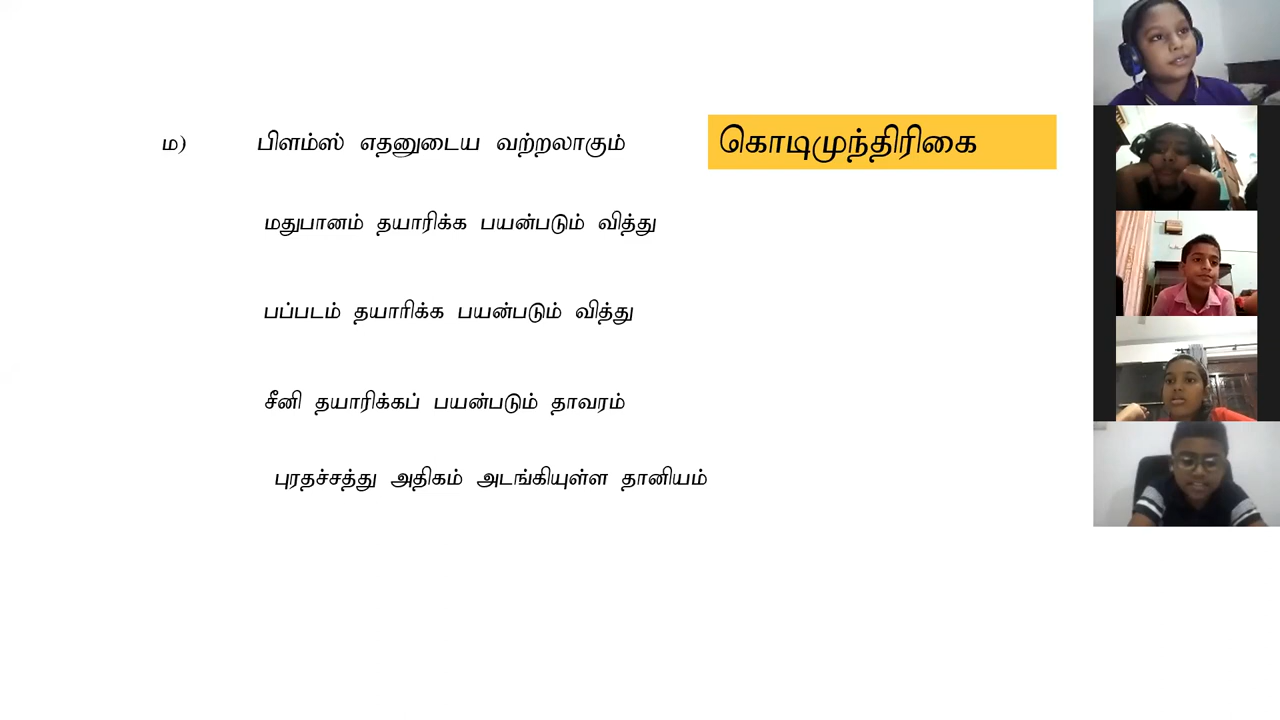 ம) பிளம்ஸ் எதனுடைய வற்றலாகும் கொடிமுந்திரிகை
மதுபானம் தயாரிக்க பயன்படும் வித்து
பப்படம் தயாரிக்க பயன்படும் வித்து
சீனி தயாரிக்கப் பயன்படும் தாவரம்
புரதச்சத்து அதிகம் அடங்கியுள்ள தானியம்